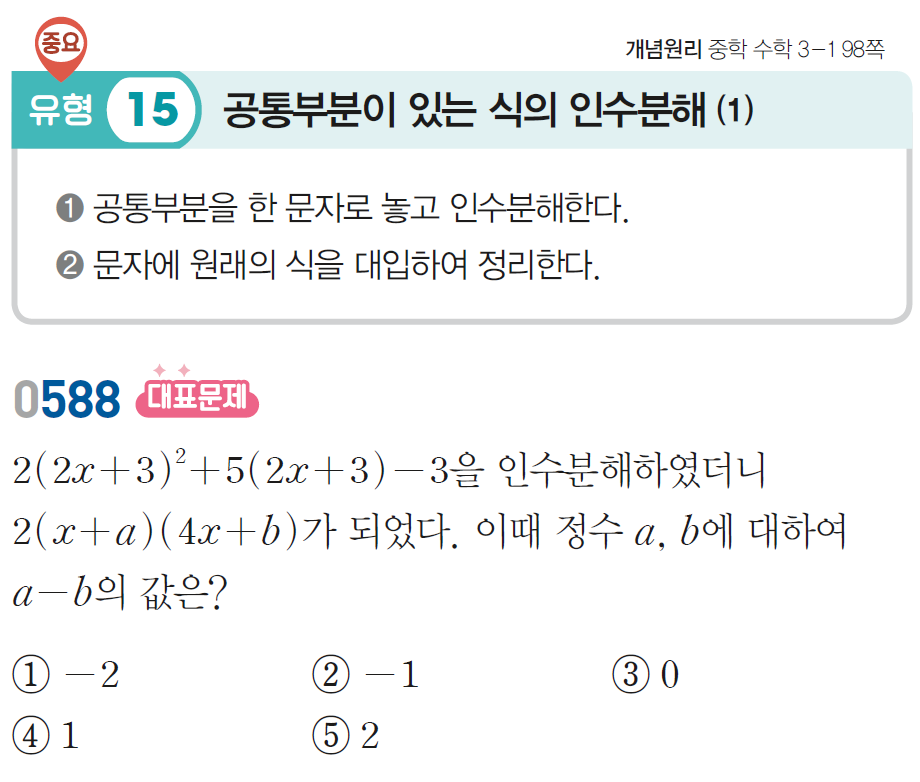 중요
개념원리 중학 수학 3-1 98쪽
유형 15 공통부분이 있는 식의 인수분해 (1)
❶ 공통부분을 한 문자로 놓고 인수분해한다.
❷ 문자에 원래의 식을 대입하여 정리한다.
0588 대표문제
2(2x+3)²+5(2x+3)-3을 인수분해하였더니
2(x+a)(4x+b)가 되었다. 이때 정수 a, b에 대하여
a-b의 값은?
① -2 ② -1 ③ 0
④ 1 ⑤ 2